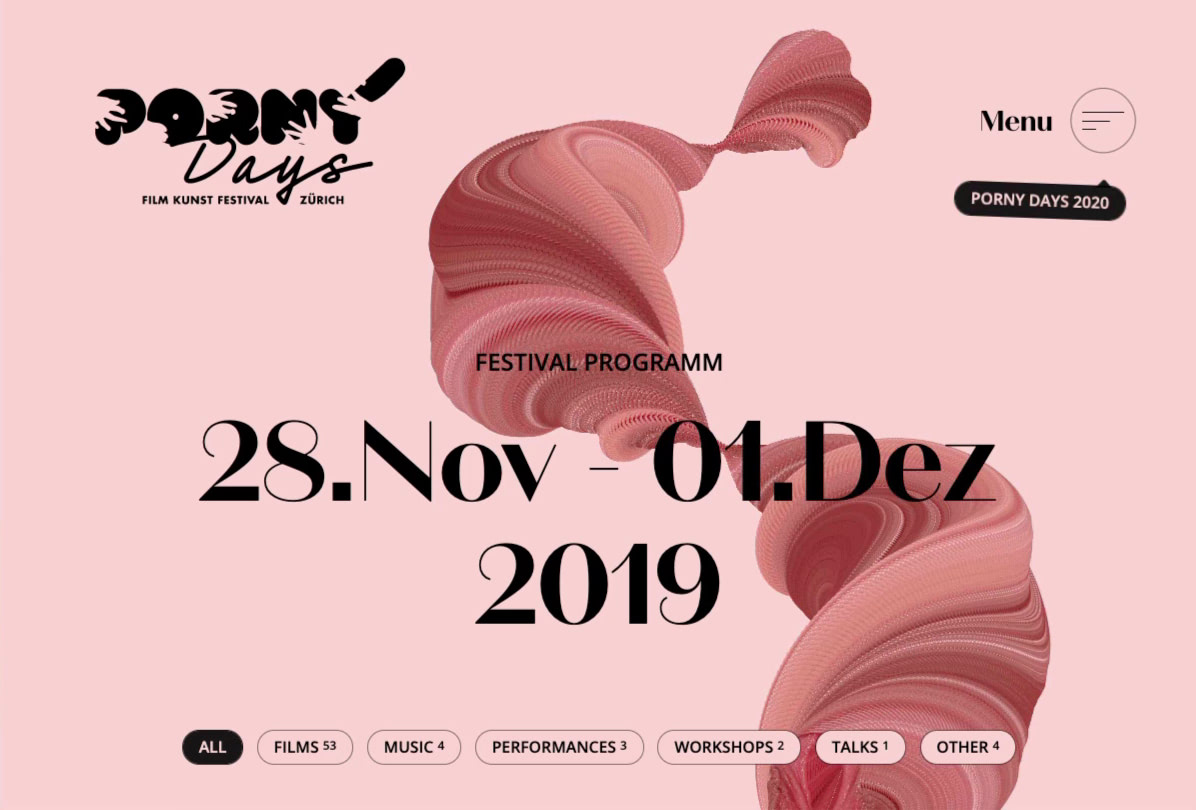 PORNY
Days
FILM KUNST FESTIVAL ZÜRICH
Menu
PORNY DAYS 2020
FESTIVAL PROGRAMM
28.Nov - 01.Dez
2019
ALL FILMS 53 MUSIC 4 PERFORMANCES 3 WORKSHOPS 2 TALKS 1 OTHER 4